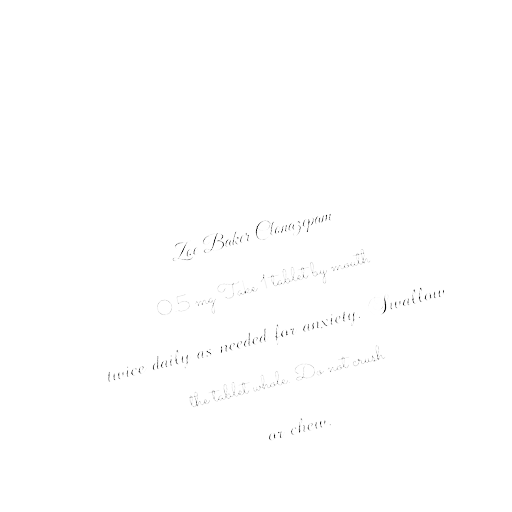 Zoe Baker Clonazepam
0.5 mg Take 1 tablet by mouth
twice daily as needed for anxiety. Swallow
the tablet whole. Do not crush
or chew.